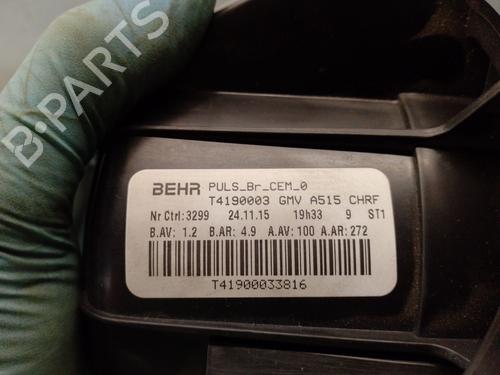 B-PARTS
BEHR PULS_Br_CEM_0
T4190003 GMV A515 CHRF
Nr Ctrl:3299 24.11.15 19h33 9 ST1
B.AV: 1.2 B.AR: 4.9 A.AV: 100 A.AR: 272
T41900033816